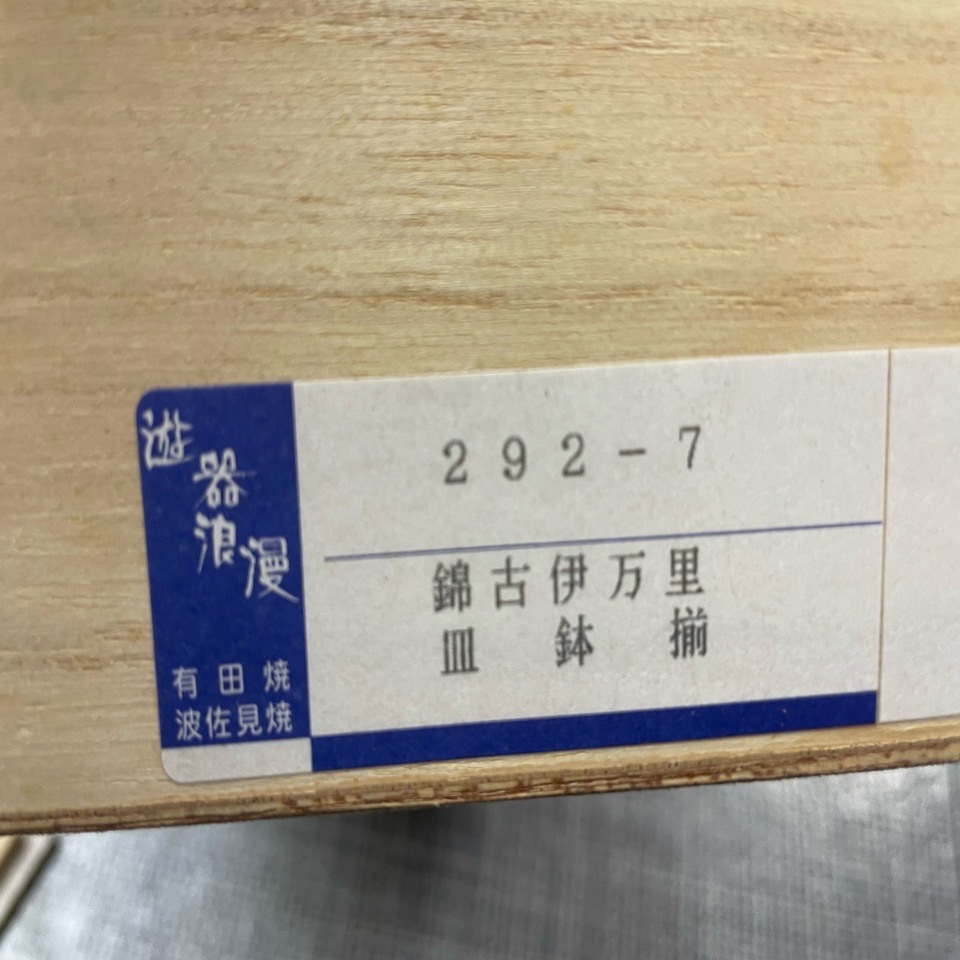 遊器浪漫
有田焼
波佐見焼
292-7
錦古伊万里
皿鉢揃